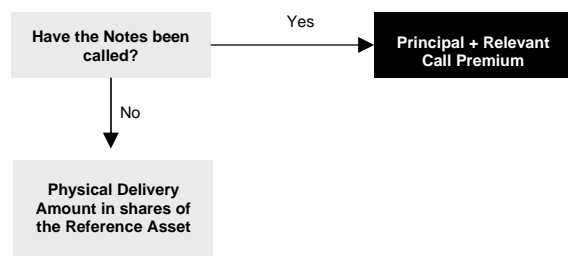 Have the Notes been
called?
Yes
Principal + Relevant
Call Premium
No
Physical Delivery
Amount in shares of
the Reference Asset